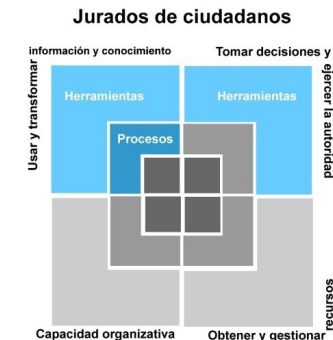 Jurados de ciudadanos
información y conocimiento
Usar y transformar
Tomar decisiones y
ejercer la autoridad
Herramientas
Herramientas
Procesos
Capacidad organizativa
Obtener y gestionar
recursos